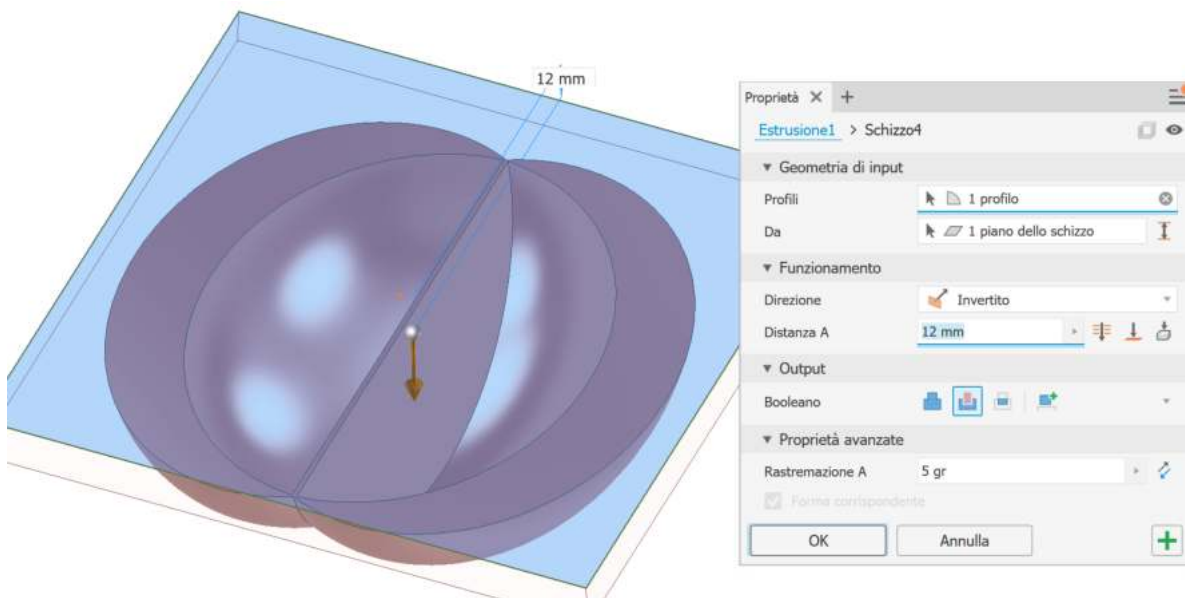 12 mm
Proprietà
Estrusione1 > Schizzo4
Geometria di input
Profili 1 profilo
Da 1 piano dello schizzo
Funzionamento
Direzione Invertito
Distanza A 12 mm
Output
Booleano
Proprietà avanzate
Rastremazione A 5 gr
Forma corrispondente
OK Annulla